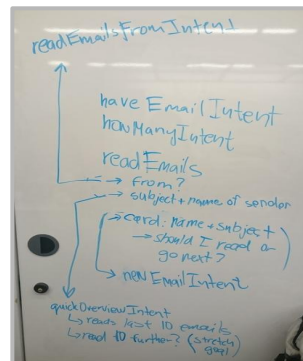 readEmailsFromIntent
have EmailIntent
howManyIntent
readEmails
→ from?
→ subject + name of sender
→ card: name + subject
→ should I read or
go next?
→ newEmailIntent
quickOverviewIntent
↳ reads last 10 emails
↳ read 10 further? (stretch
goal)